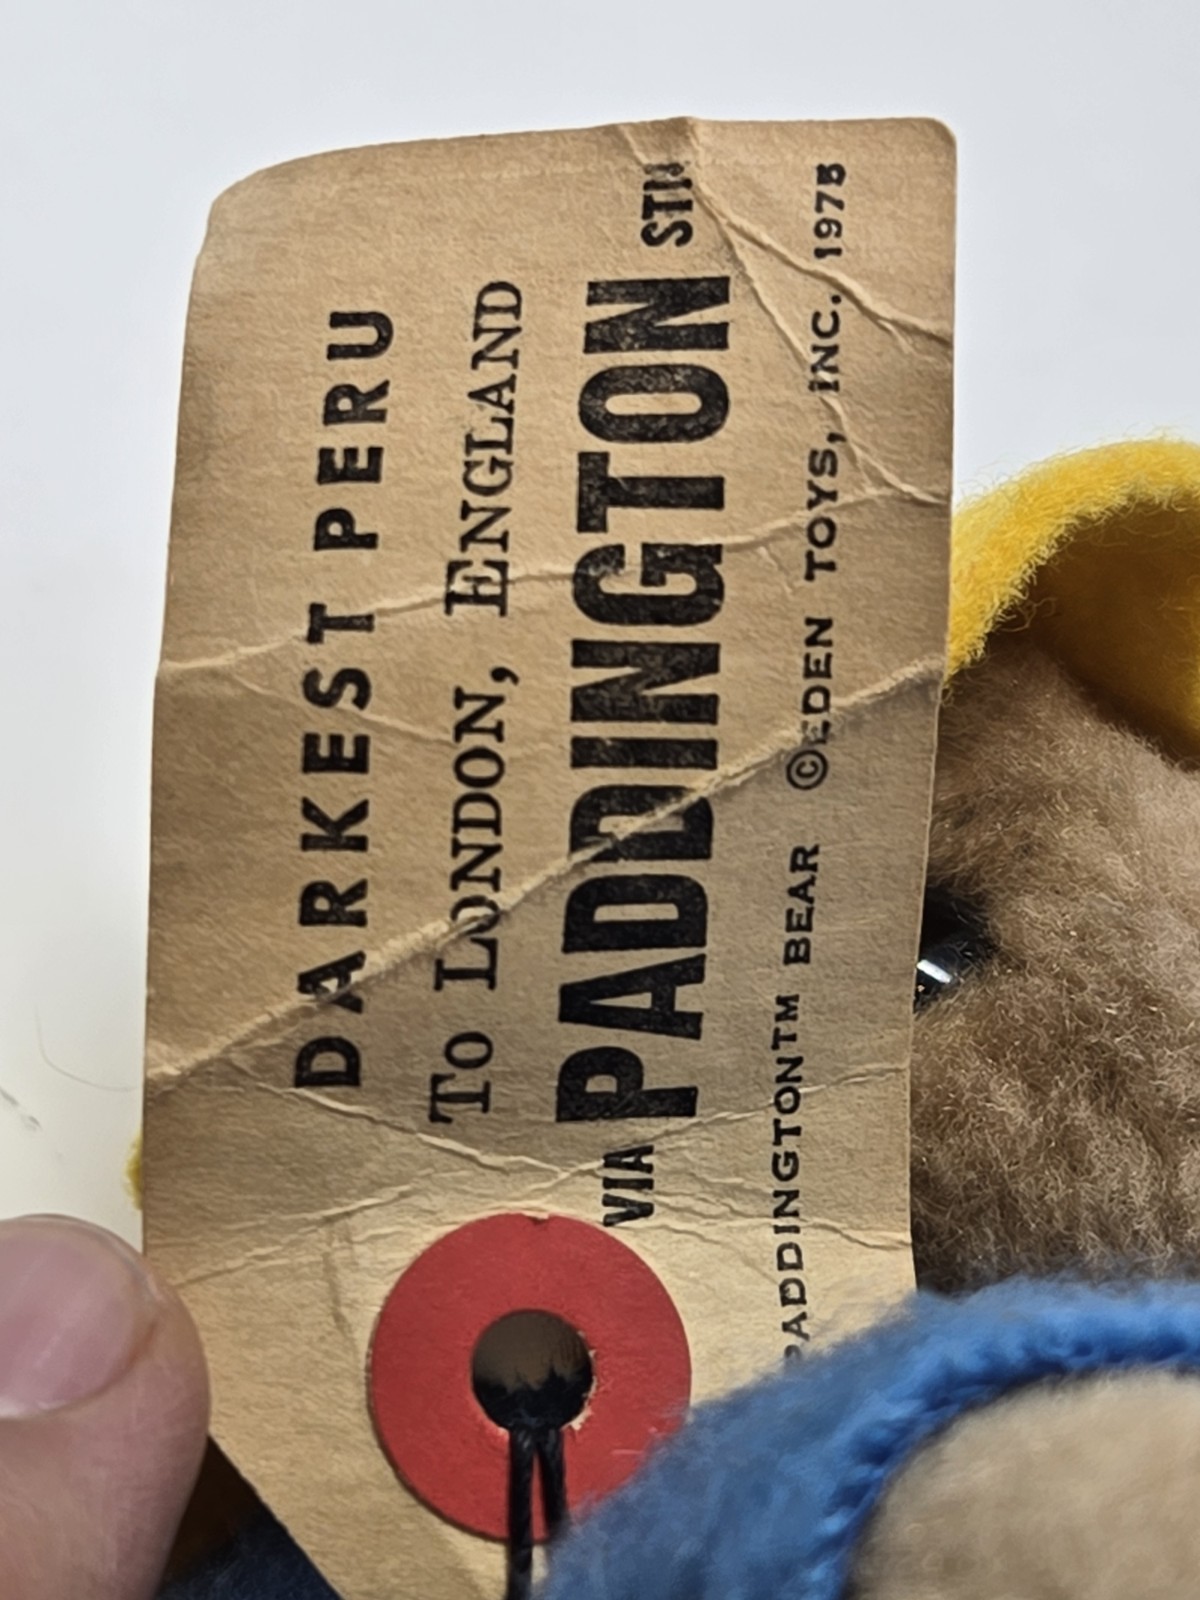 DARKEST PERU
To LONDON, ENGLAND
VIA PADDINGTON STN
PADDINGTON™ BEAR ©EDEN TOYS, INC. 1975